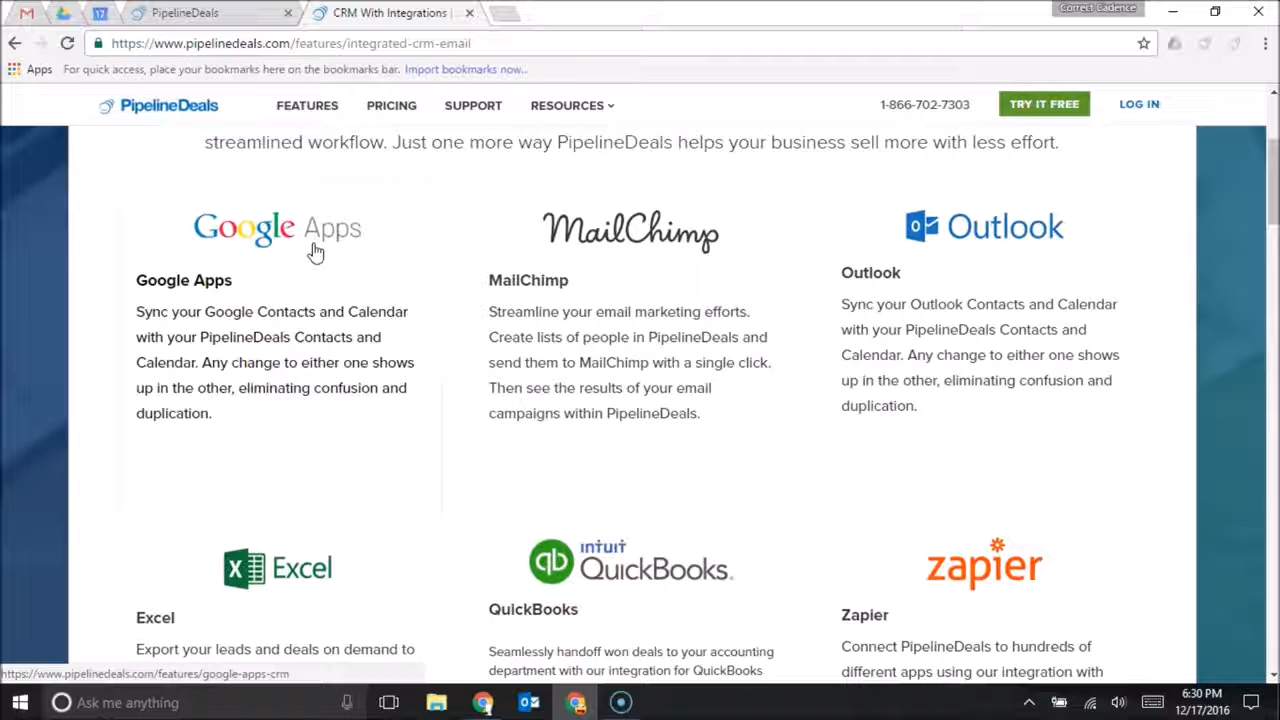 PipelineDeals
CRM With Integrations |
Correct Cadence
https://www.pipelinedeals.com/features/integrated-crm-email
Apps For quick access, place your bookmarks here on the bookmarks bar. Import bookmarks now...
PipelineDeals FEATURES PRICING SUPPORT RESOURCES 1-866-702-7303 TRY IT FREE LOG IN
streamlined workflow. Just one more way PipelineDeals helps your business sell more with less effort.
Google Apps
Google Apps
Sync your Google Contacts and Calendar
with your PipelineDeals Contacts and
Calendar. Any change to either one shows
up in the other, eliminating confusion and
duplication.
MailChimp
MailChimp
Streamline your email marketing efforts.
Create lists of people in PipelineDeals and
send them to MailChimp with a single click.
Then see the results of your email
campaigns within PipelineDeals.
Outlook
Outlook
Sync your Outlook Contacts and Calendar
with your PipelineDeals Contacts and
Calendar. Any change to either one shows
up in the other, eliminating confusion and
duplication.
Excel
Excel
Export your leads and deals on demand to
intuit
qb QuickBooks.
QuickBooks
Seamlessly handoff won deals to your accounting
department with our integration for QuickBooks
zapier
Zapier
Connect PipelineDeals to hundreds of
different apps using our integration with
https://www.pipelinedeals.com/features/google-apps-crm
Ask me anything
6:30 PM
12/17/2016